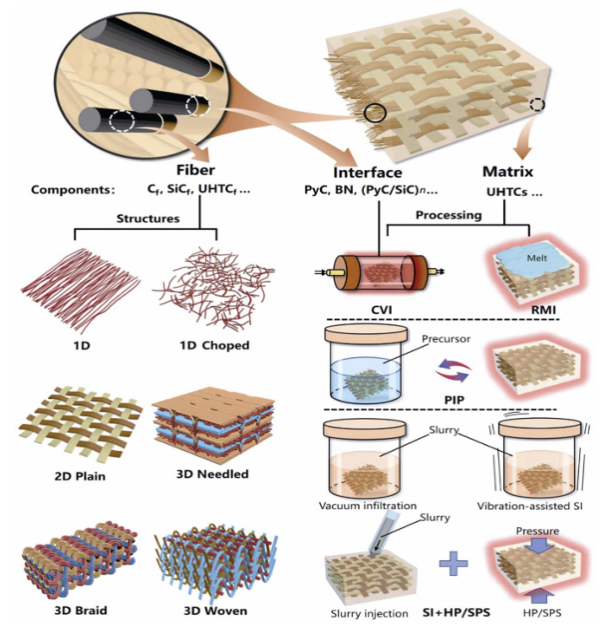 Fiber
Interface
Matrix
Components:
Cf, SiCf, UHTCf ...
PyC, BN, (PyC/SiC)n...
UHTCs ...
Structures
Processing
1D
1D Choped
2D Plain
3D Needled
3D Braid
3D Woven
Melt
CVI
RMI
Precursor
PIP
Slurry
Vacuum infiltration
Vibration-assisted SI
Slurry
Pressure
Slurry injection
SI+HP/SPS
HP/SPS